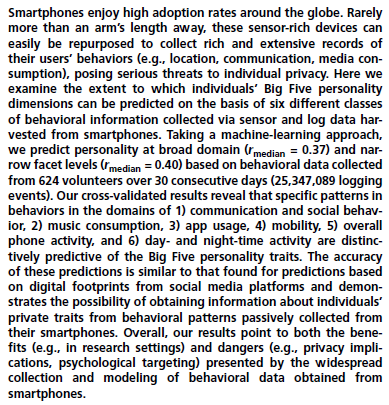 Smartphones enjoy high adoption rates around the globe. Rarely
more than an arm's length away, these sensor-rich devices can
easily be repurposed to collect rich and extensive records of
their users' behaviors (e.g., location, communication, media con-
sumption), posing serious threats to individual privacy. Here we
examine the extent to which individuals' Big Five personality
dimensions can be predicted on the basis of six different classes
of behavioral information collected via sensor and log data har-
vested from smartphones. Taking a machine-learning approach,
we predict personality at broad domain (rmedian = 0.37) and nar-
row facet levels (rmedian = 0.40) based on behavioral data collected
from 624 volunteers over 30 consecutive days (25,347,089 logging
events). Our cross-validated results reveal that specific patterns in
behaviors in the domains of 1) communication and social behav-
ior, 2) music consumption, 3) app usage, 4) mobility, 5) overall
phone activity, and 6) day- and night-time activity are distinc-
tively predictive of the Big Five personality traits. The accuracy
of these predictions is similar to that found for predictions based
on digital footprints from social media platforms and demon-
strates the possibility of obtaining information about individuals'
private traits from behavioral patterns passively collected from
their smartphones. Overall, our results point to both the bene-
fits (e.g., in research settings) and dangers (e.g., privacy impli-
cations, psychological targeting) presented by the widespread
collection and modeling of behavioral data obtained from
smartphones.